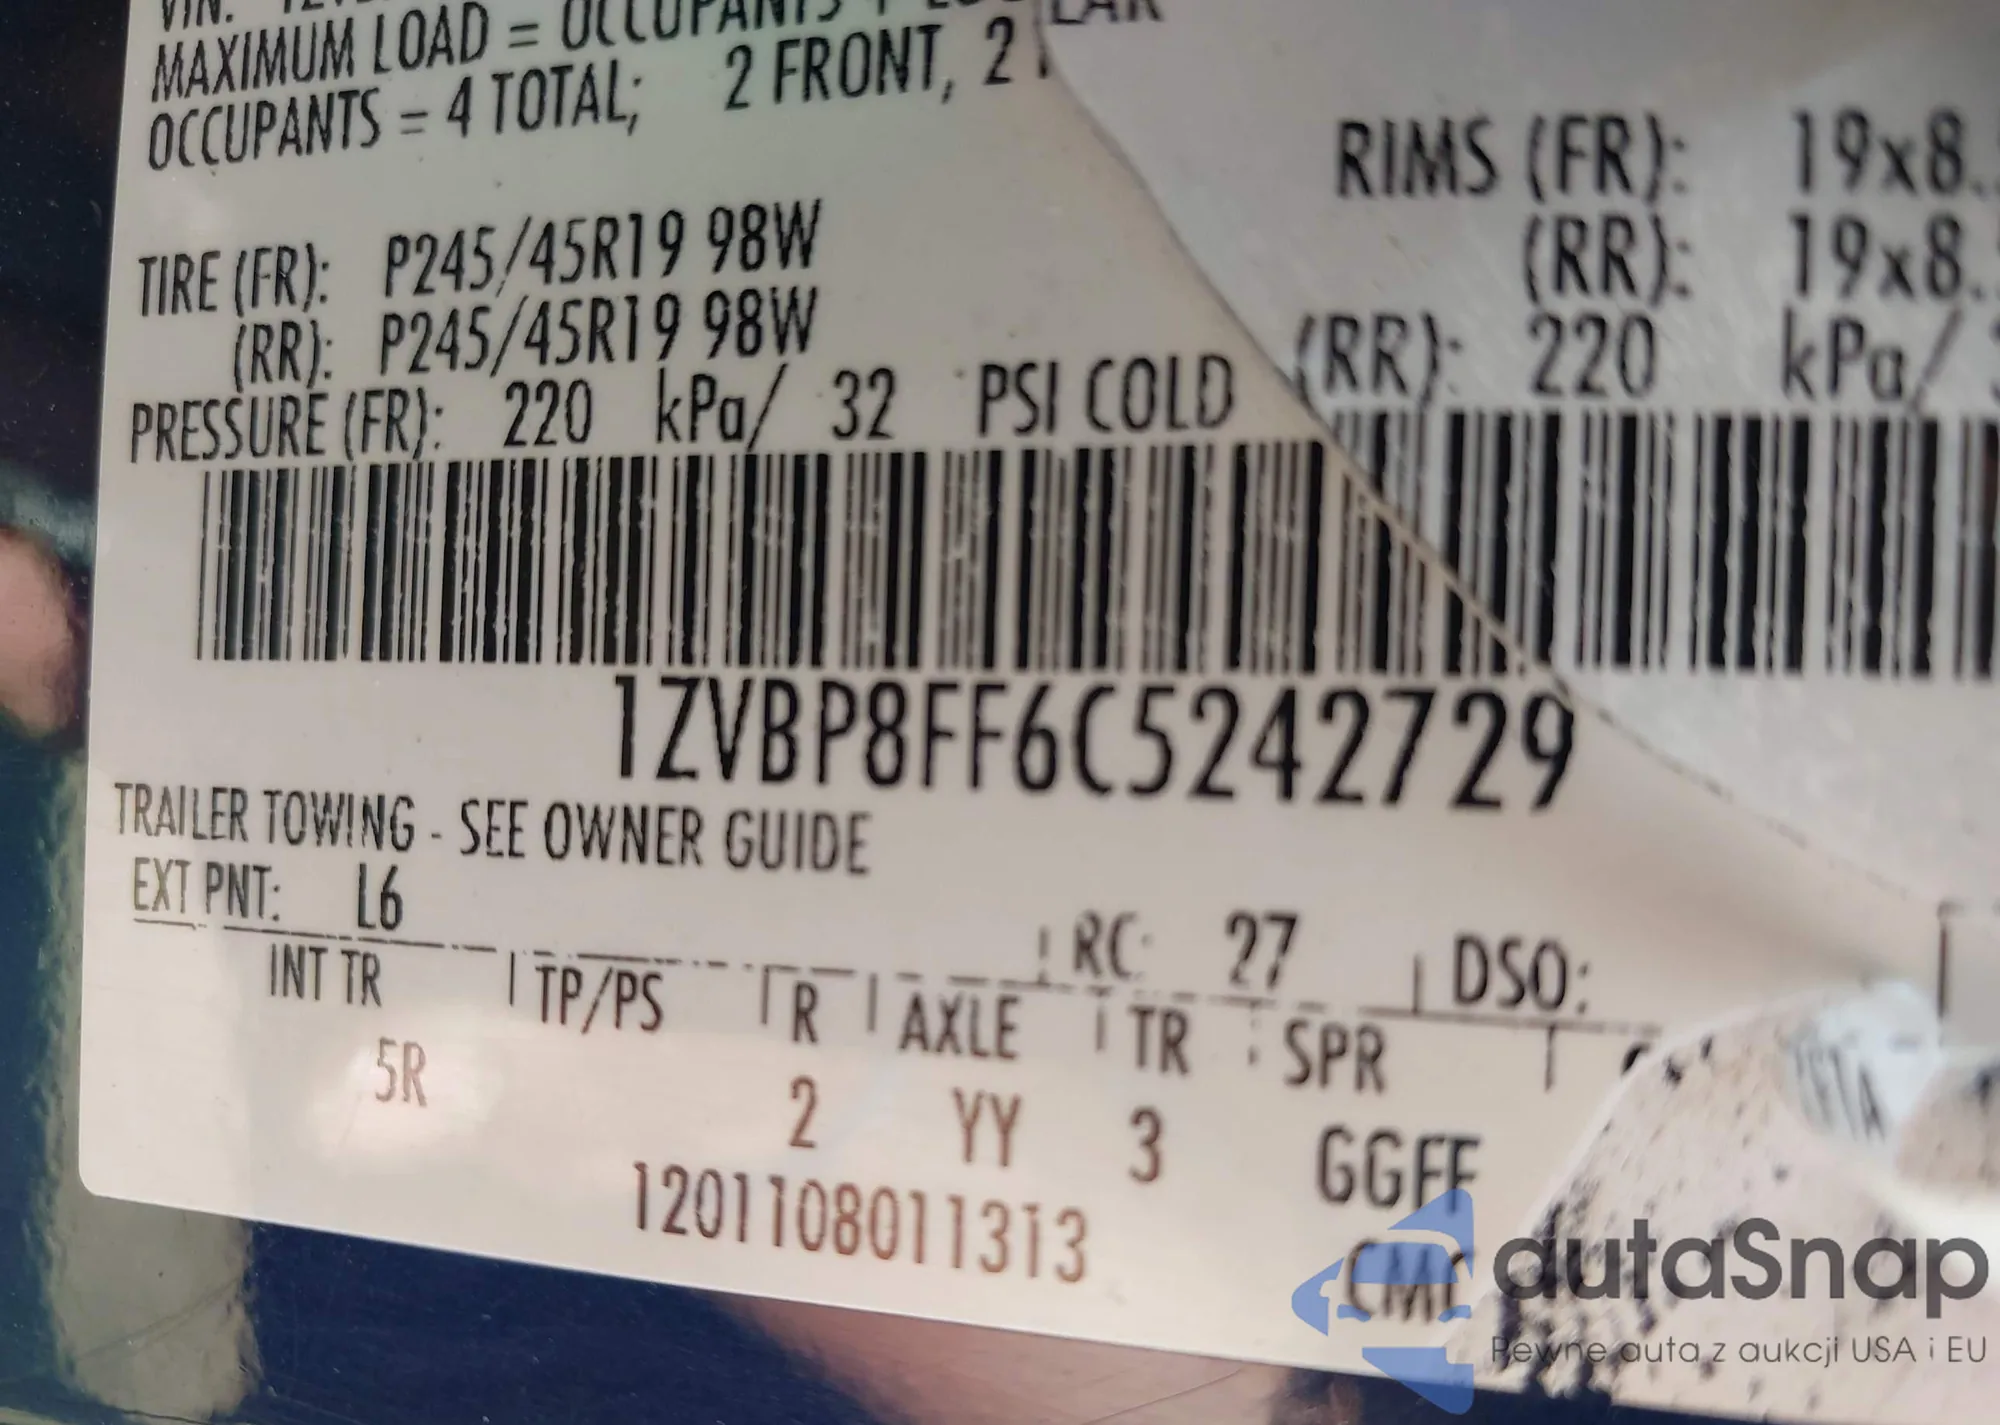 VIN:
MAXIMUM LOAD = OCCUPANTS +
OCCUPANTS = 4 TOTAL; 2 FRONT, 2
RIMS (FR): 19x8.
TIRE (FR): P245/45R19 98W
(RR): 19x8.
(RR): P245/45R19 98W
PRESSURE (FR): 220 kPa/ 32 PSI COLD (RR): 220 kPa/
1ZVBP8FF6C5242729
TRAILER TOWING - SEE OWNER GUIDE
EXT PNT: L6 RC: 27 DSO:
INT TR TP/PS R AXLE TR SPR
5R 2 YY 3 GGFF
1201108011313
autaSnap
Pewne auta z aukcji USA i EU